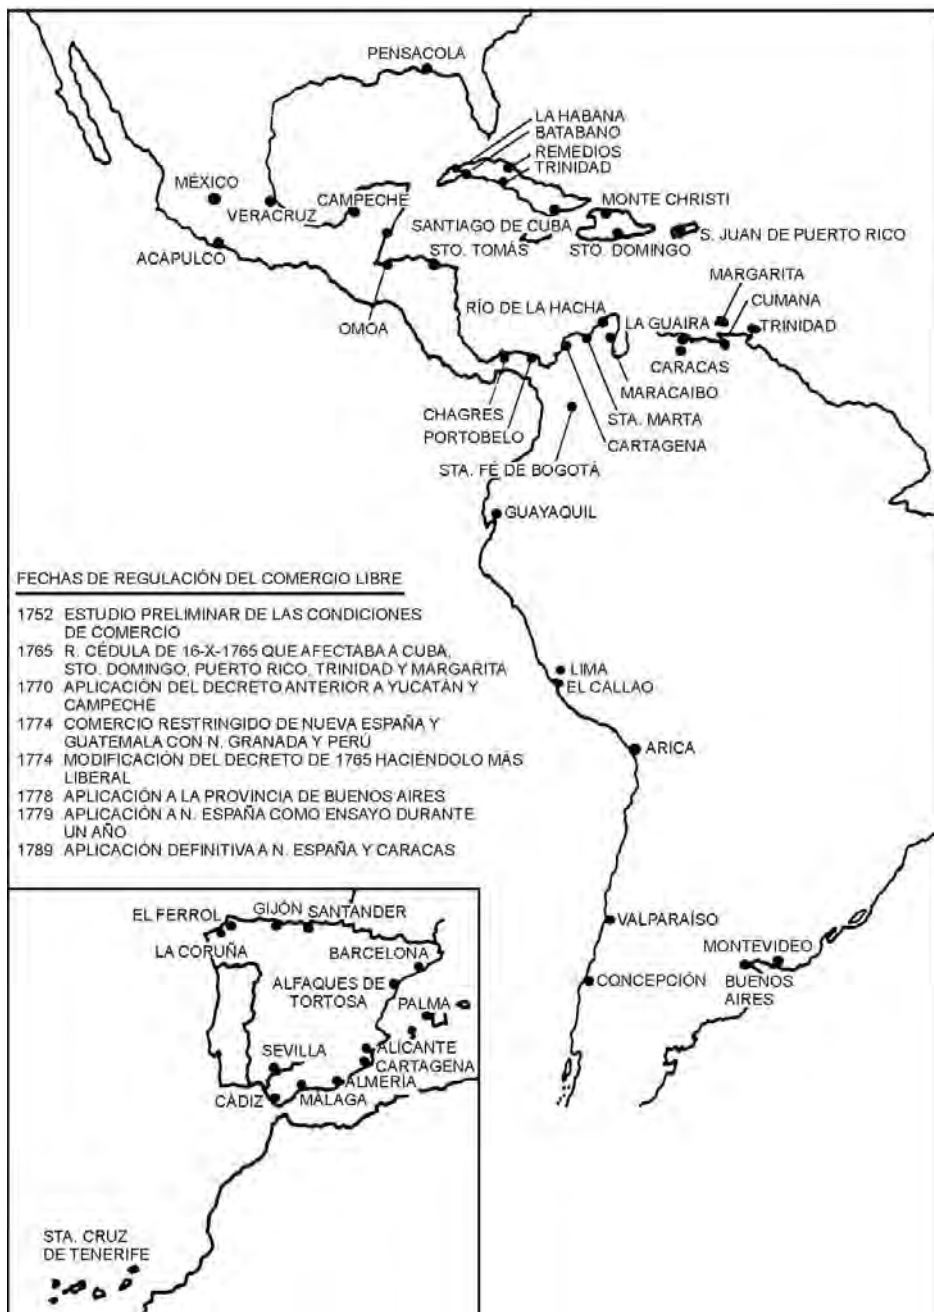 PENSACOLA
LA HABANA
BATABANO
REMEDIOS
TRINIDAD
MÉXICO
VERACRUZ
CAMPECHE
MONTE CHRISTI
SANTIAGO DE CUBA
STO. DOMINGO
S. JUAN DE PUERTO RICO
ACÁPULCO
STO. TOMÁS
MARGARITA
CUMANA
TRINIDAD
OMOA
RÍO DE LA HACHA
LA GUAIRA
CARACAS
MARACAIBO
CHAGRES
STA. MARTA
PORTOBELO
CARTAGENA
STA. FÉ DE BOGOTÁ
GUAYAQUIL
FECHAS DE REGULACIÓN DEL COMERCIO LIBRE
1752 ESTUDIO PRELIMINAR DE LAS CONDICIONES
DE COMERCIO
1765 R. CÉDULA DE 16-X-1765 QUE AFECTABA A CUBA,
STO. DOMINGO, PUERTO RICO, TRINIDAD Y MARGARITA
1770 APLICACIÓN DEL DECRETO ANTERIOR A YUCATÁN Y
CAMPECHE
1774 COMERCIO RESTRINGIDO DE NUEVA ESPAÑA Y
GUATEMALA CON N. GRANADA Y PERÚ
1774 MODIFICACIÓN DEL DECRETO DE 1765 HACIÉNDOLO MÁS
LIBERAL
1778 APLICACIÓN A LA PROVINCIA DE BUENOS AIRES
1779 APLICACIÓN A N. ESPAÑA COMO ENSAYO DURANTE
UN AÑO
1789 APLICACIÓN DEFINITIVA A N. ESPAÑA Y CARACAS
LIMA
EL CALLAO
ARICA
VALPARAÍSO
MONTEVIDEO
CONCEPCIÓN
BUENOS
AIRES
EL FERROL
GIJÓN
SANTANDER
LA CORUÑA
BARCELONA
ALFAQUES DE
TORTOSA
PALMA
SEVILLA
ALICANTE
CARTAGENA
ALMERÍA
CÁDIZ
MÁLAGA
STA. CRUZ
DE TENERIFE